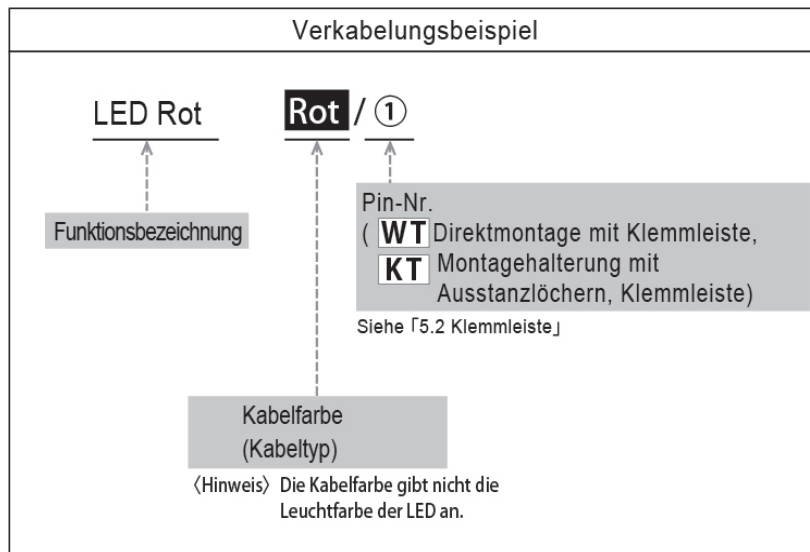 Verkabelungsbeispiel
LED Rot Rot / ①
Funktionsbezeichnung
Pin-Nr.
( WT Direktmontage mit Klemmleiste,
KT Montagehalterung mit
Ausstanzlöchern, Klemmleiste)
Siehe「5.2 Klemmleiste」
Kabelfarbe
(Kabeltyp)
〈Hinweis〉 Die Kabelfarbe gibt nicht die
Leuchtfarbe der LED an.